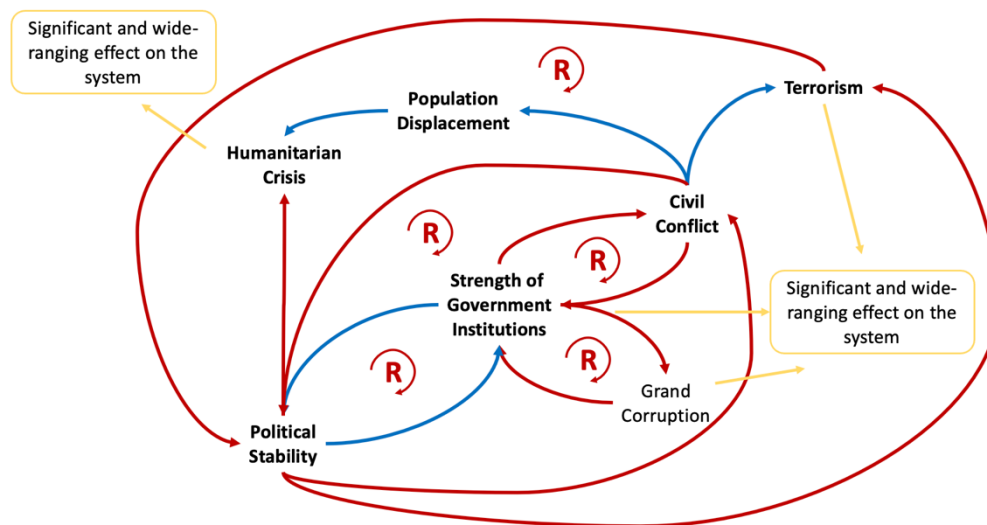 Significant and wide-
ranging effect on the
system
R
Population
Displacement
Terrorism
Humanitarian
Crisis
Civil
Conflict
R
R
Strength of
Government
Institutions
Significant and wide-
ranging effect on the
system
R
R
Grand
Corruption
Political
Stability